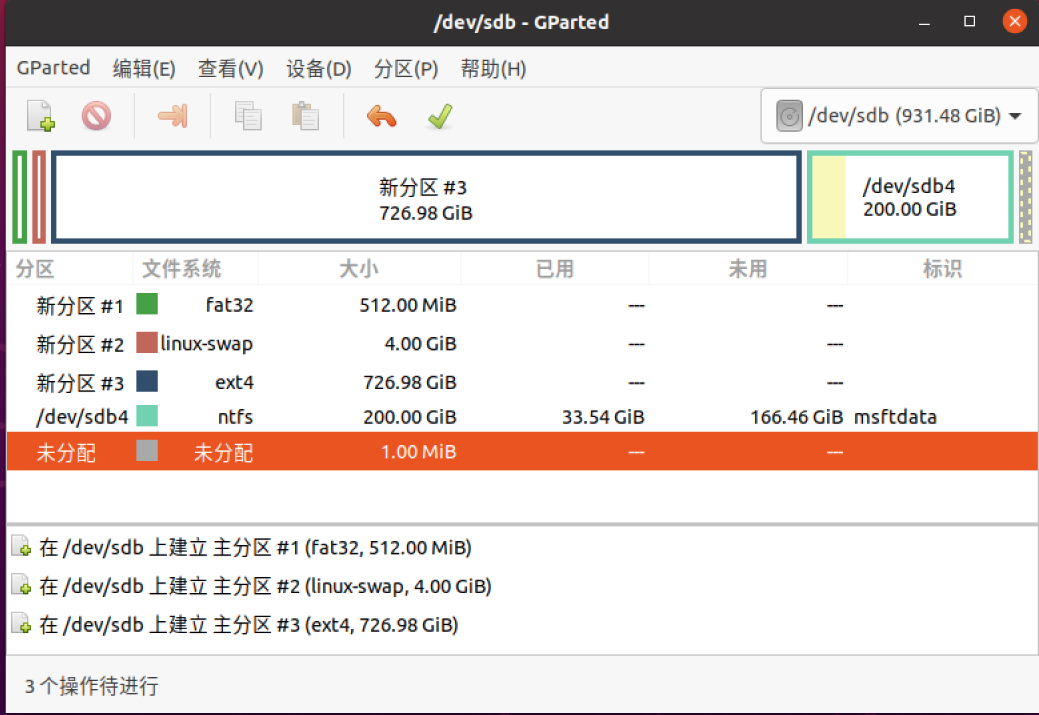 /dev/sdb - GParted
GParted 编辑(E) 查看(V) 设备(D) 分区(P) 帮助(H)
/dev/sdb (931.48 GiB)
新分区 #3
726.98 GiB
/dev/sdb4
200.00 GiB
分区 文件系统 大小 已用 未用 标识
新分区 #1 fat32 512.00 MiB --- ---
新分区 #2 linux-swap 4.00 GiB --- ---
新分区 #3 ext4 726.98 GiB --- ---
/dev/sdb4 ntfs 200.00 GiB 33.54 GiB 166.46 GiB msftdata
未分配 未分配 1.00 MiB --- ---
在 /dev/sdb 上建立 主分区 #1 (fat32, 512.00 MiB)
在 /dev/sdb 上建立 主分区 #2 (linux-swap, 4.00 GiB)
在 /dev/sdb 上建立 主分区 #3 (ext4, 726.98 GiB)
3 个操作待进行